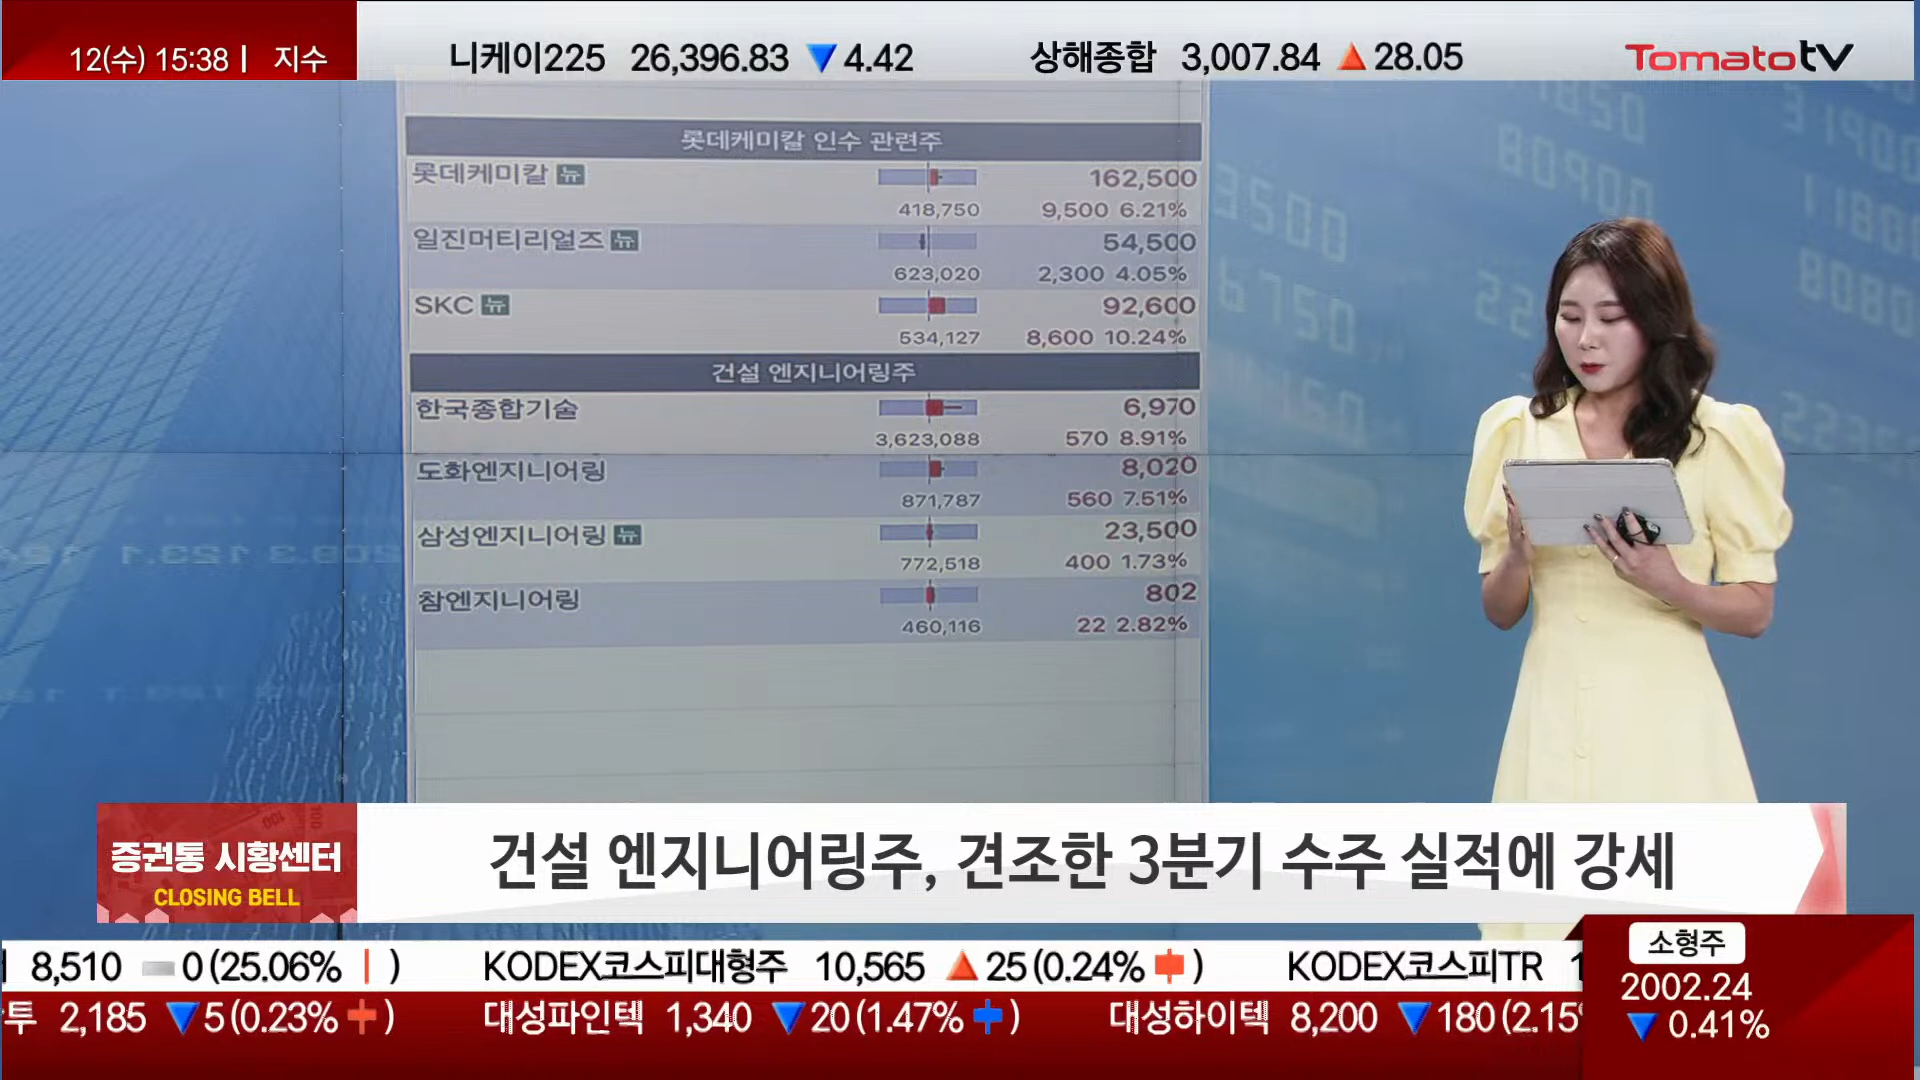 12(수) 15:38 | 지수
니케이225 26,396.83 ▼ 4.42 상해종합 3,007.84 ▲ 28.05
Tomato tv
롯데케미칼 인수 관련주
롯데케미칼 뉴 162,500
418,750 9,500 6.21%
일진머티리얼즈 뉴 54,500
623,020 2,300 4.05%
SKC 뉴 92,600
534,127 8,600 10.24%
건설 엔지니어링주
한국종합기술 6,970
3,623,088 570 8.91%
도화엔지니어링 8,020
871,787 560 7.51%
삼성엔지니어링 뉴 23,500
772,518 400 1.73%
참엔지니어링 802
460,116 22 2.82%
증권통 시황센터
CLOSING BELL
건설 엔지니어링주, 견조한 3분기 수주 실적에 강세
8,510 0(25.06% ) KODEX코스피대형주 10,565 ▲ 25(0.24% ) KODEX코스피TR
투 2,185 ▼ 5(0.23% ) 대성파인텍 1,340 ▼ 20(1.47% ) 대성하이텍 8,200 ▼ 180(2.15%
소형주
2002.24
▼ 0.41%